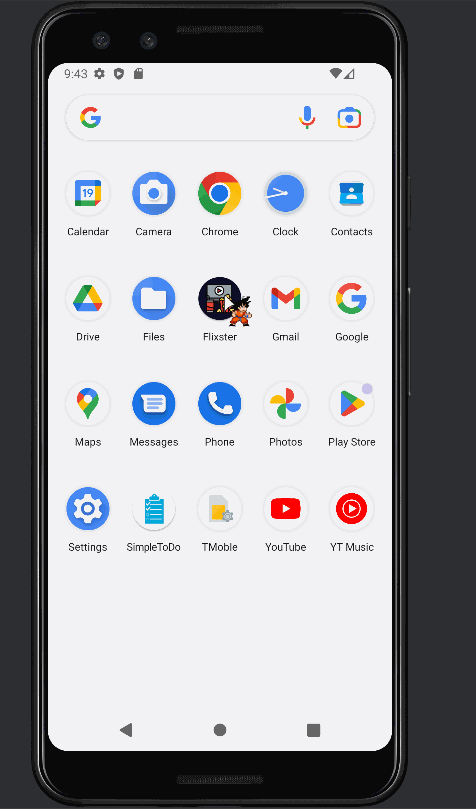 9:43
Calendar Camera Chrome Clock Contacts
Drive Files Flixster Gmail Google
Maps Messages Phone Photos Play Store
Settings SimpleToDo TMoble YouTube YT Music
19